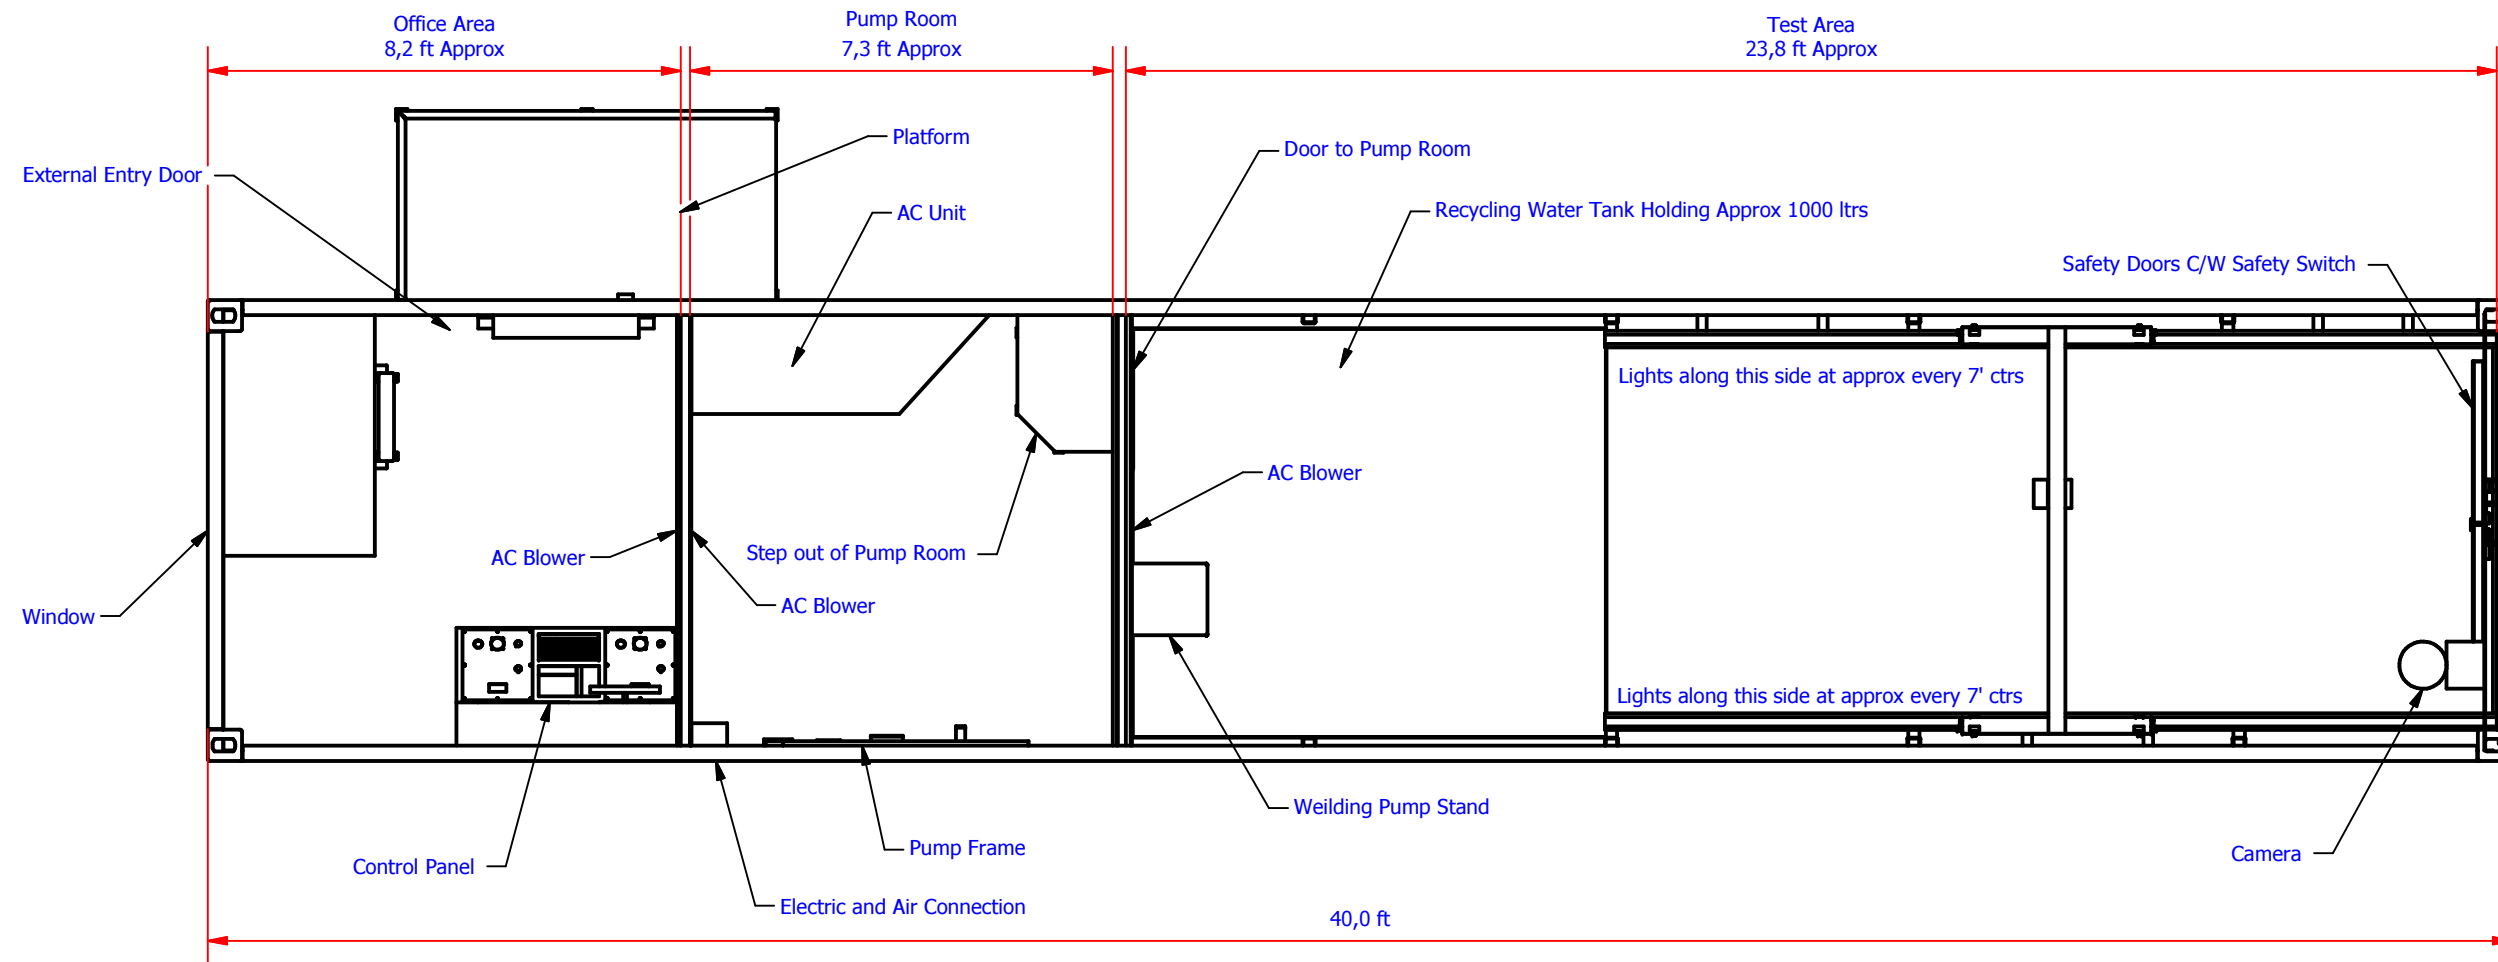 Office Area
8,2 ft Approx
Pump Room
7,3 ft Approx
Test Area
23,8 ft Approx
Platform
Door to Pump Room
External Entry Door
AC Unit
Recycling Water Tank Holding Approx 1000 ltrs
Safety Doors C/W Safety Switch
Lights along this side at approx every 7' ctrs
AC Blower
AC Blower
Step out of Pump Room
Window
AC Blower
Lights along this side at approx every 7' ctrs
Weilding Pump Stand
Pump Frame
Camera
Control Panel
Electric and Air Connection
40,0 ft